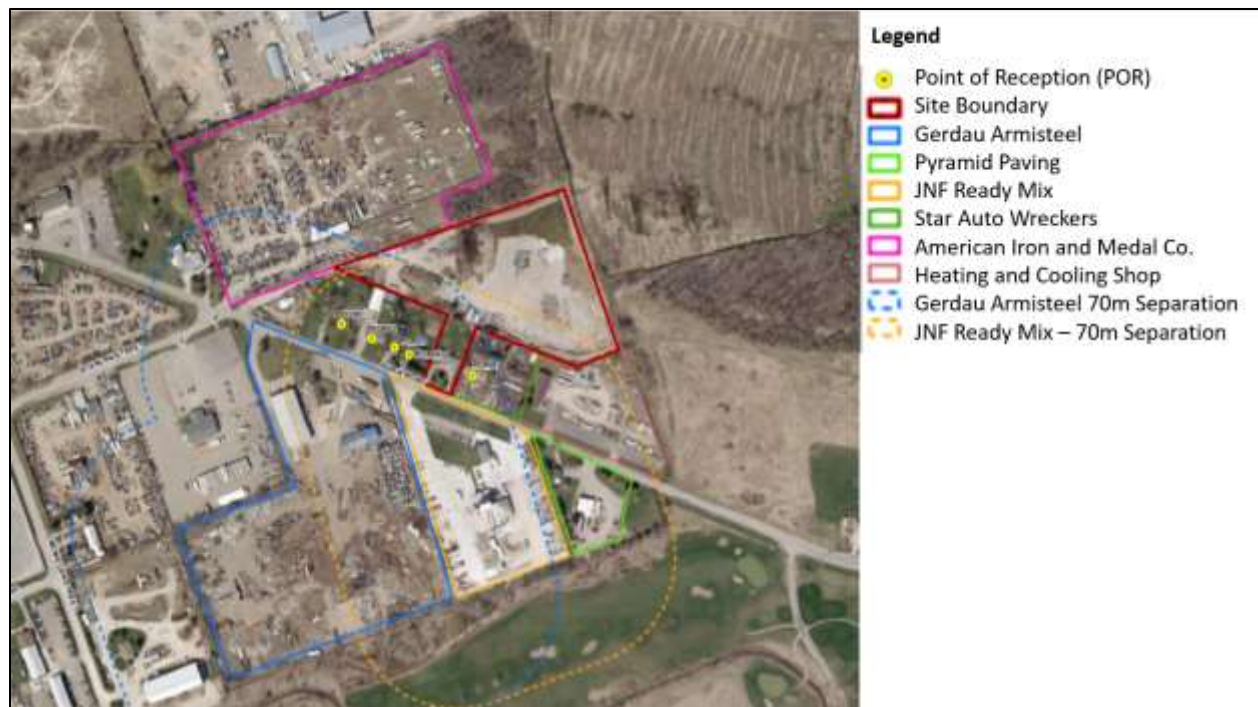 Legend
Point of Reception (POR)
Site Boundary
Gerdau Armisteel
Pyramid Paving
JNF Ready Mix
Star Auto Wreckers
American Iron and Medal Co.
Heating and Cooling Shop
Gerdau Armisteel 70m Separation
JNF Ready Mix – 70m Separation